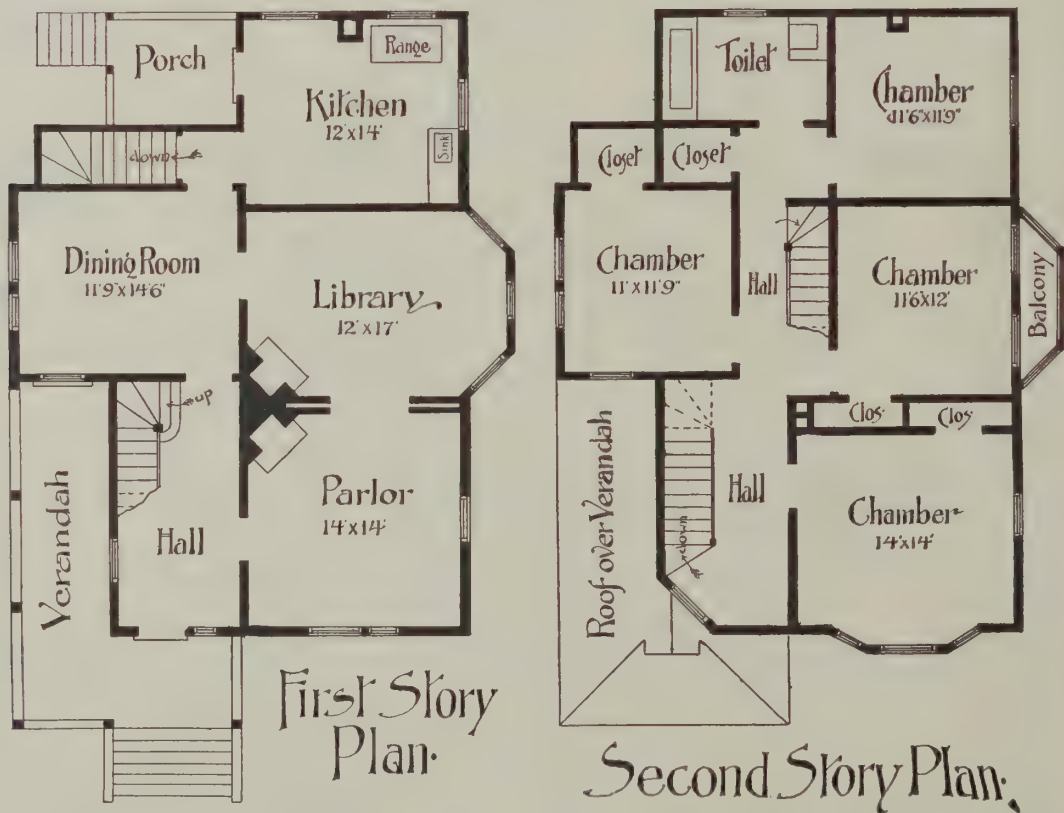 Porch
Range
Kitchen
12'x14'
Sink
down
Dining Room
11'9"x14'6"
Library
12'x17'
up
Verandah
Hall
Parlor
14'x14'
First Story
Plan.
Toilet
Chamber
11'6"x11'9"
Closet
Closet
Chamber
11'x11'9"
Hall
Chamber
11'6"x12'
Balcony
Clos
Clos
Roof over Verandah
down
Hall
Chamber
14'x14'
Second Story Plan.